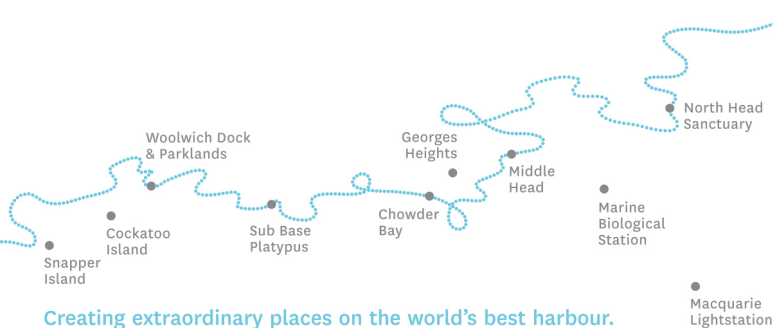 Woolwich Dock
& Parklands
Georges
Heights
North Head
Sanctuary
Middle
Head
Marine
Biological
Station
Chowder
Bay
Sub Base
Platypus
Cockatoo
Island
Snapper
Island
Macquarie
Lightstation
Creating extraordinary places on the world's best harbour.